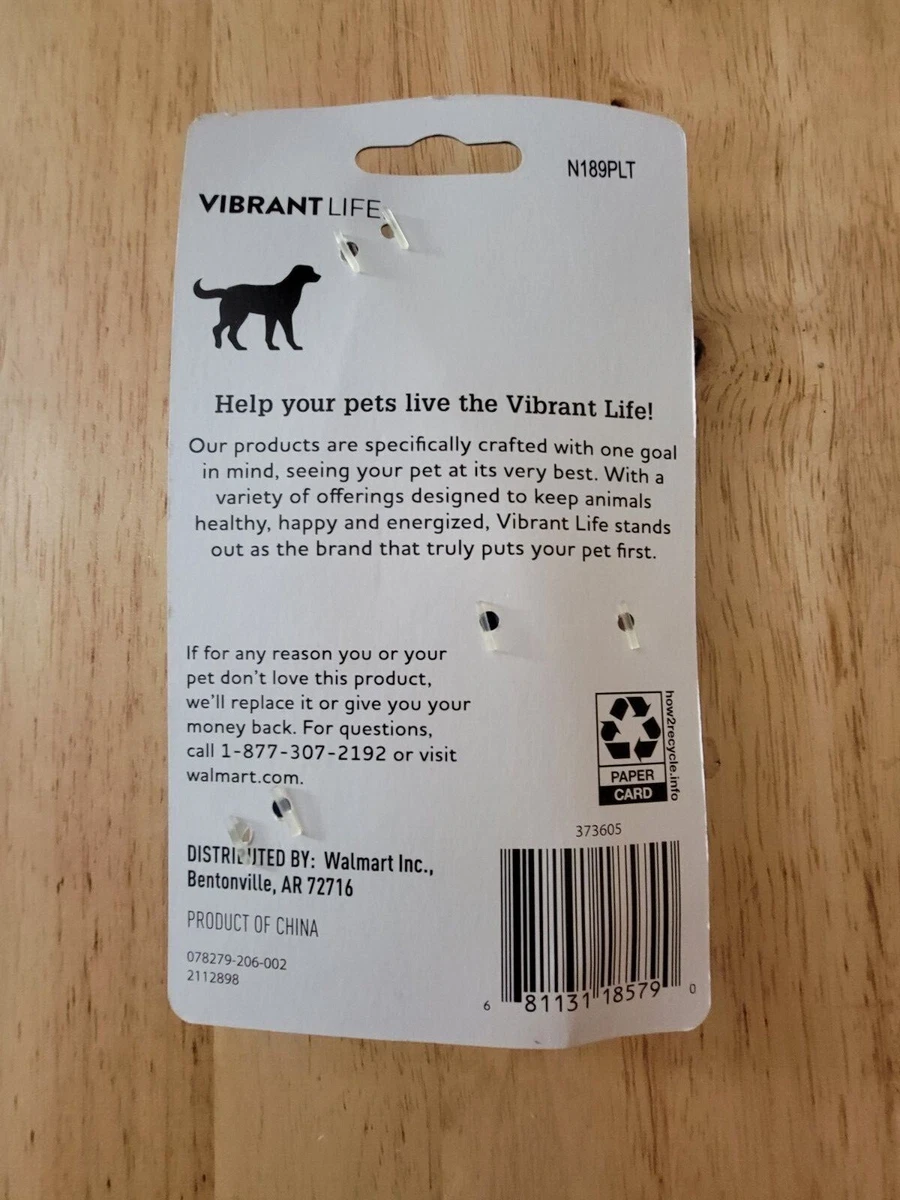 N189PLT
VIBRANT LIFE
Help your pets live the Vibrant Life!
Our products are specifically crafted with one goal
in mind, seeing your pet at its very best. With a
variety of offerings designed to keep animals
healthy, happy and energized, Vibrant Life stands
out as the brand that truly puts your pet first.
If for any reason you or your
pet don't love this product,
we'll replace it or give you your
money back. For questions,
call 1-877-307-2192 or visit
walmart.com.
how2recycle.info
PAPER
CARD
DISTRIBUTED BY: Walmart Inc.,
Bentonville, AR 72716
PRODUCT OF CHINA
078279-206-002
2112898
373605
6 81131 18579 0